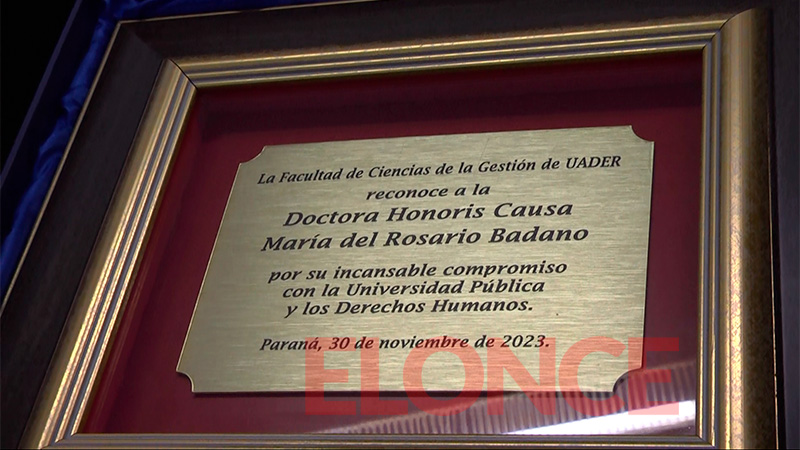 La Facultad de Ciencias de la Gestión de UADER
reconoce a la
Doctora Honoris Causa
María del Rosario Badano
por su incansable compromiso
con la Universidad Pública
y los Derechos Humanos.
Paraná, 30 de noviembre de 2023.
ELONCE